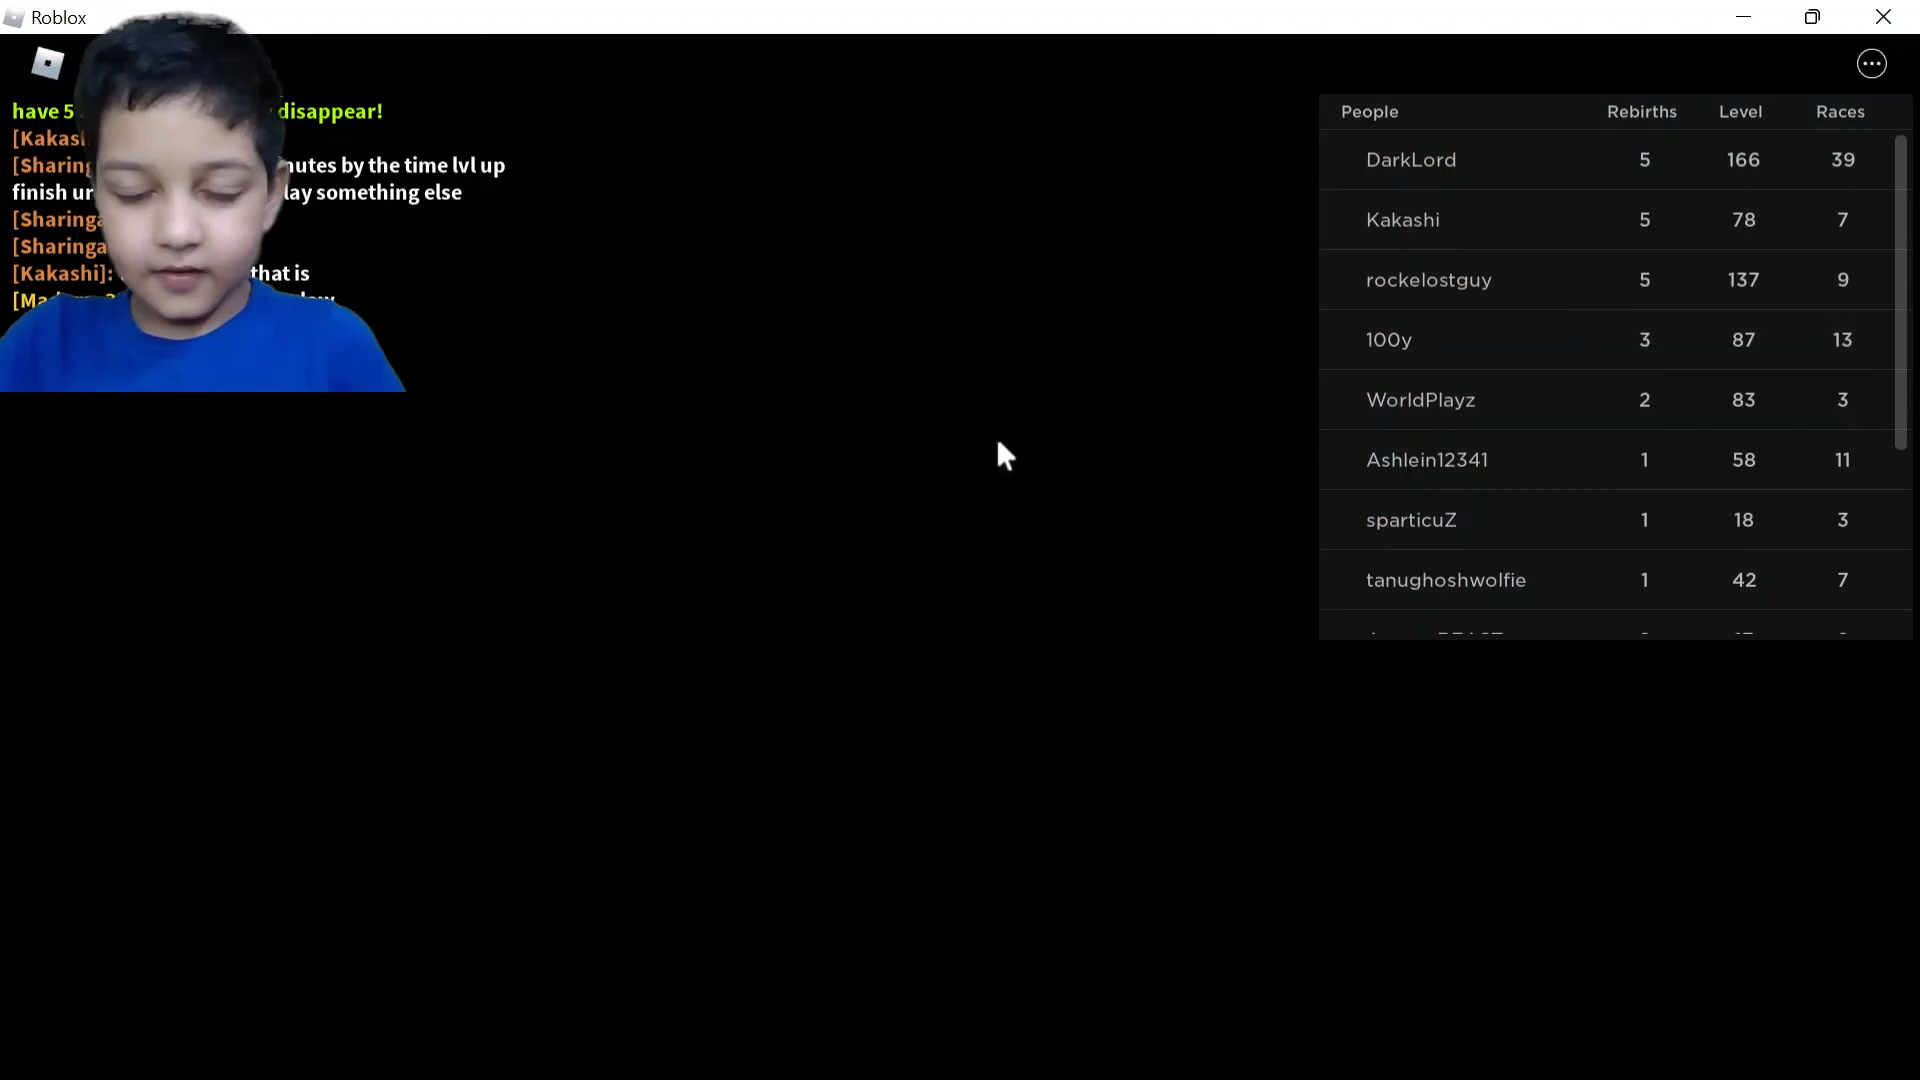 Roblox
have 5 disappear!
[Kakas
[Sharing nutes by the time lvl up
finish ur lay something else
[Sharinga
[Sharinga
[Kakashi]: that is
[Ma
People Rebirths Level Races
DarkLord 5 166 39
Kakashi 5 78 7
rockelostguy 5 137 9
100y 3 87 13
WorldPlayz 2 83 3
Ashlein12341 1 58 11
sparticuZ 1 18 3
tanughoshwolfie 1 42 7